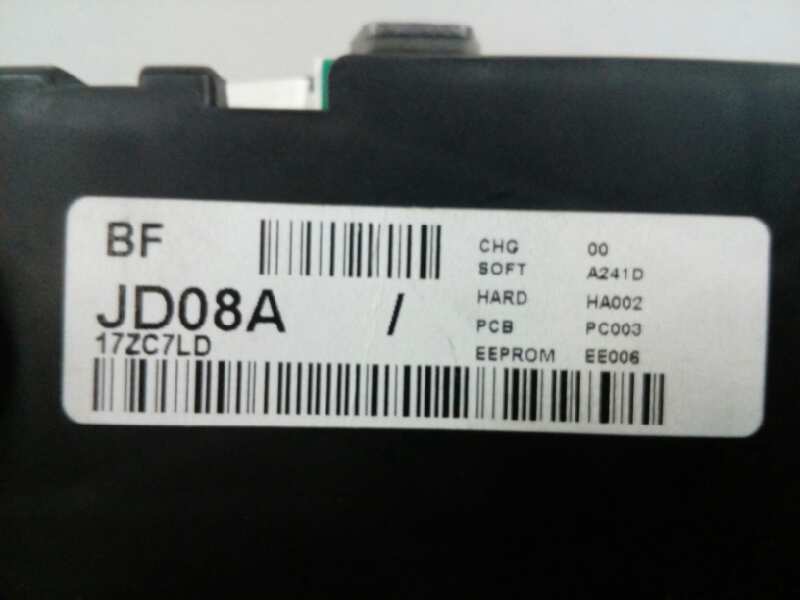 BF
JD08A /
17ZC7LD
CHG 00
SOFT A241D
HARD HA002
PCB PC003
EEPROM EE006